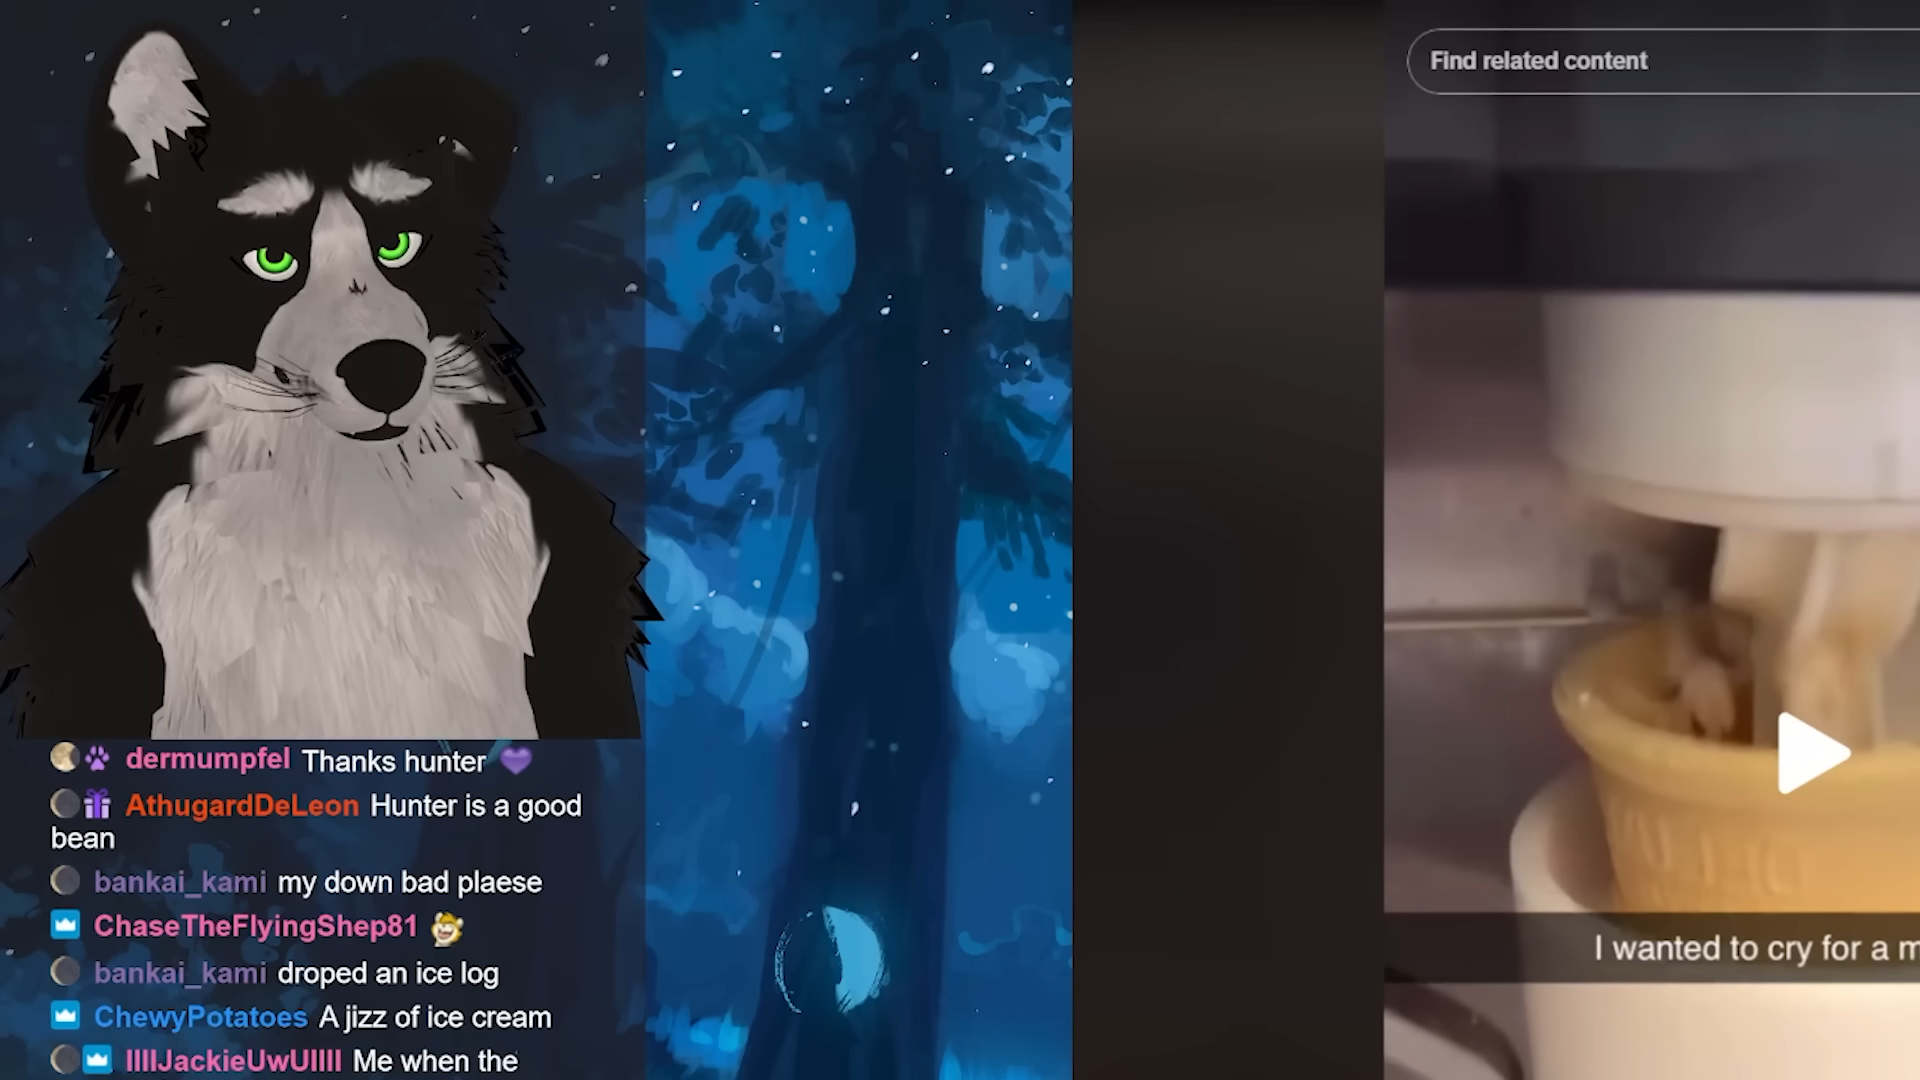 Find related content
I wanted to cry for a m
dermumpfel Thanks hunter
AthugardDeLeon Hunter is a good
bean
bankai_kami my down bad plaese
ChaseTheFlyingShep81
bankai_kami droped an ice log
ChewyPotatoes A jizz of ice cream
IlllJackieUwUllll Me when the